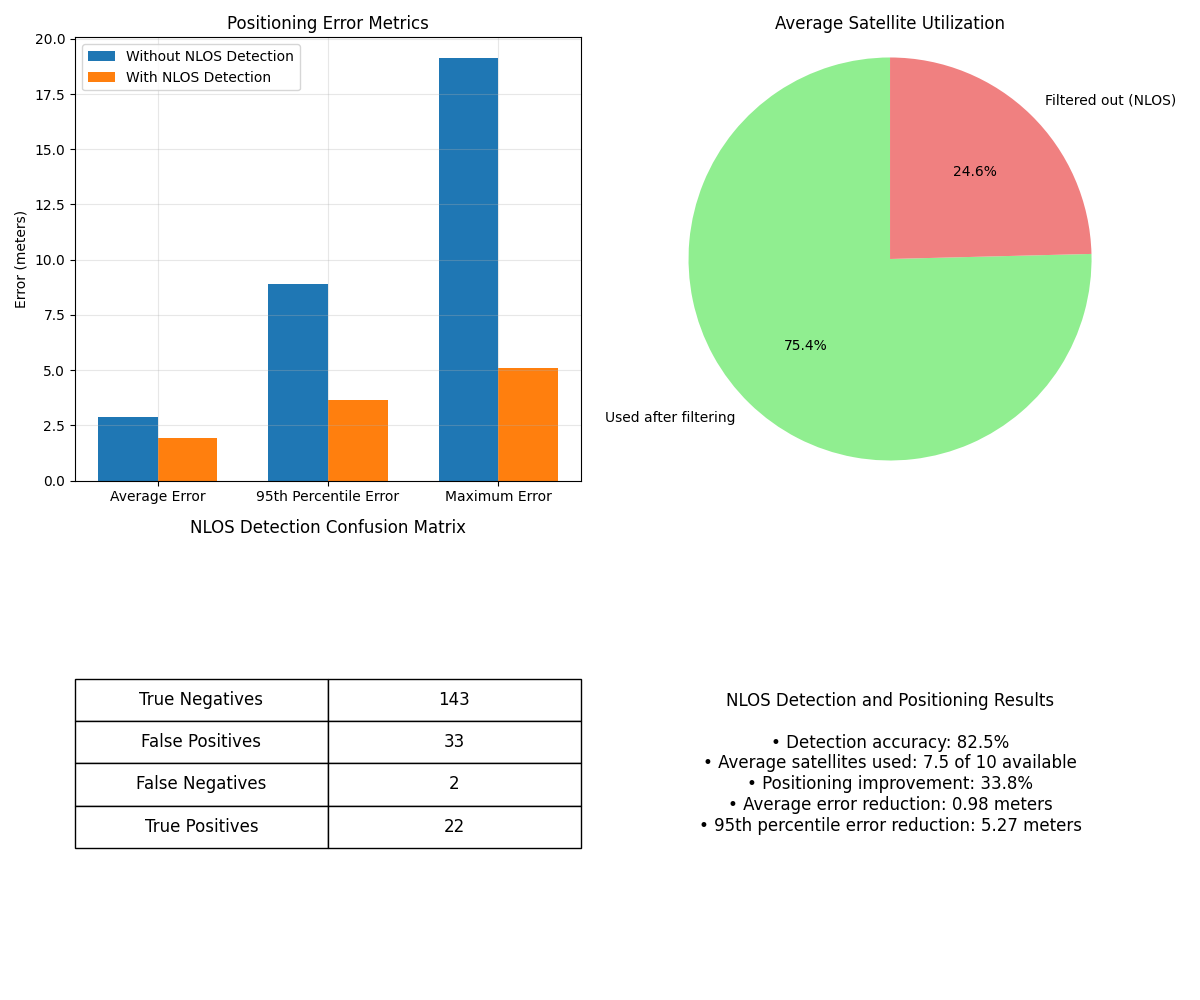 Positioning Error Metrics
Without NLOS Detection
With NLOS Detection
20.0
17.5
15.0
12.5
10.0
7.5
5.0
2.5
0.0
Error (meters)
Average Error
95th Percentile Error
Maximum Error
Average Satellite Utilization
Filtered out (NLOS)
24.6%
75.4%
Used after filtering
NLOS Detection Confusion Matrix
True Negatives 143
False Positives 33
False Negatives 2
True Positives 22
NLOS Detection and Positioning Results
• Detection accuracy: 82.5%
• Average satellites used: 7.5 of 10 available
• Positioning improvement: 33.8%
• Average error reduction: 0.98 meters
• 95th percentile error reduction: 5.27 meters